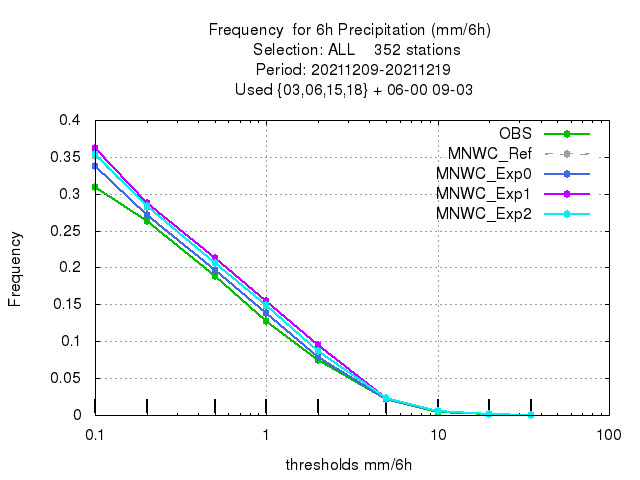 Frequency for 6h Precipitation (mm/6h)
Selection: ALL 352 stations
Period: 20211209-20211219
Used {03,06,15,18} + 06-00 09-03
0.4
0.35
0.3
0.25
0.2
0.15
0.1
0.05
0
Frequency
OBS
MNWC_Ref
MNWC_Exp0
MNWC_Exp1
MNWC_Exp2
0.1 1 10 100
thresholds mm/6h